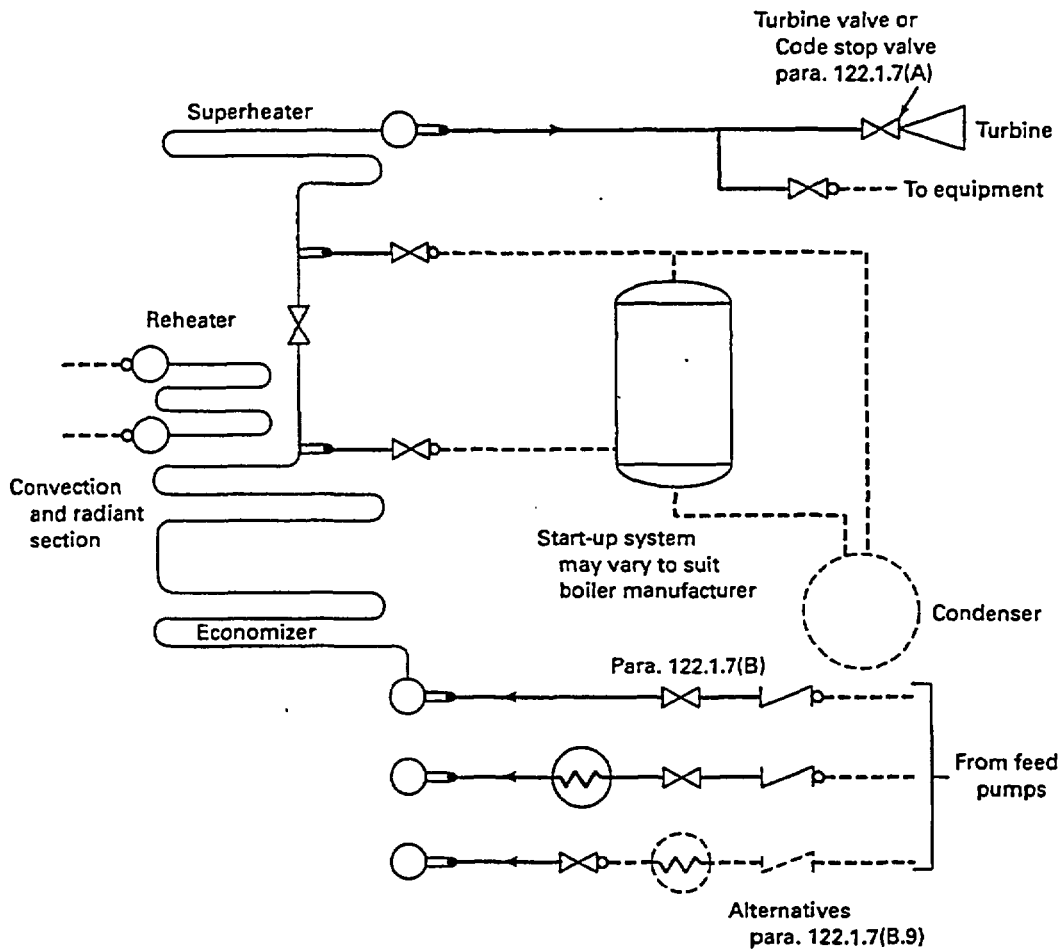 Turbine valve or
Code stop valve
para. 122.1.7(A)
Superheater
Turbine
To equipment
Reheater
Convection
and radiant
section
Start-up system
may vary to suit
boiler manufacturer
Condenser
Economizer
Para. 122.1.7(B)
From feed
pumps
Alternatives
para. 122.1.7(B.9)